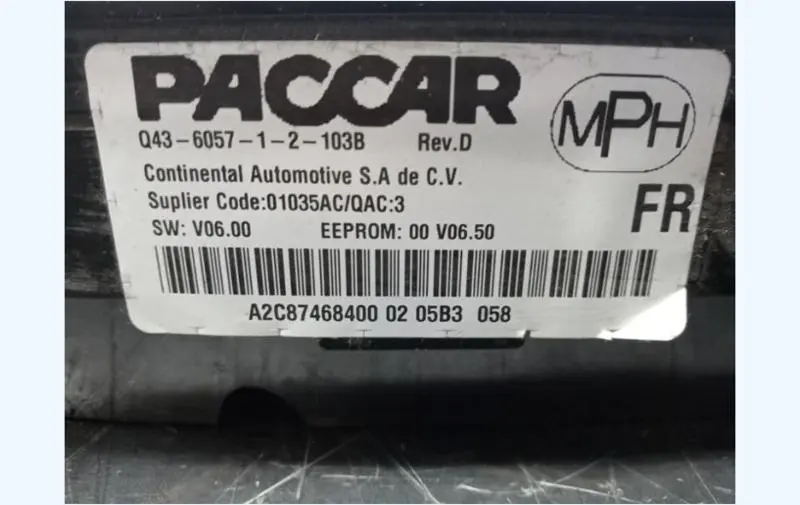 PACCAR
MPH
Q43-6057-1-2-103B Rev.D
Continental Automotive S.A de C.V.
Suplier Code:01035AC/QAC:3
FR
SW: V06.00 EEPROM: 00 V06.50
A2C87468400 02 05B3 058